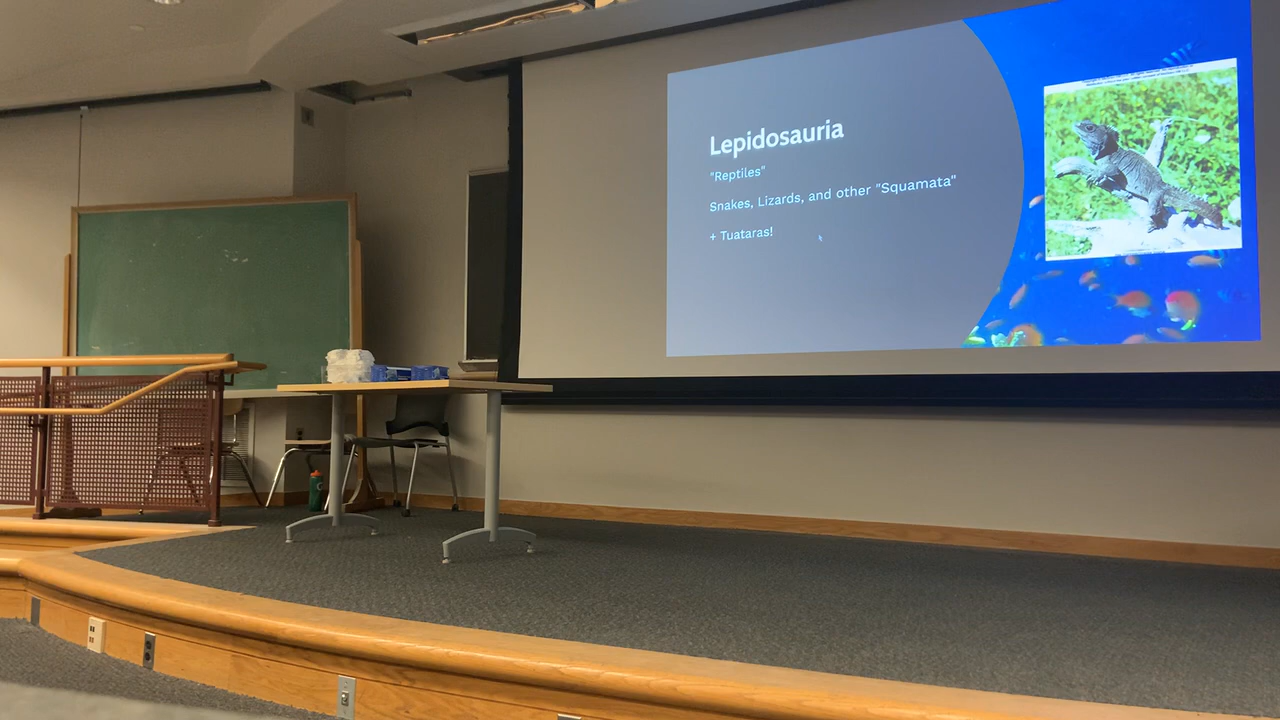 Lepidosauria
"Reptiles"
Snakes, Lizards, and other "Squamata"
+ Tuataras!